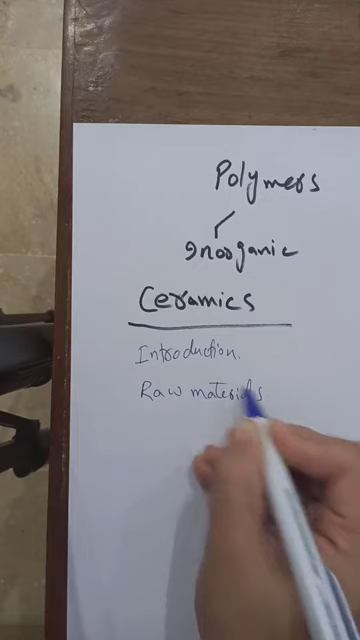 Polymers
Inorganic
Ceramics
Introduction.
Raw materials